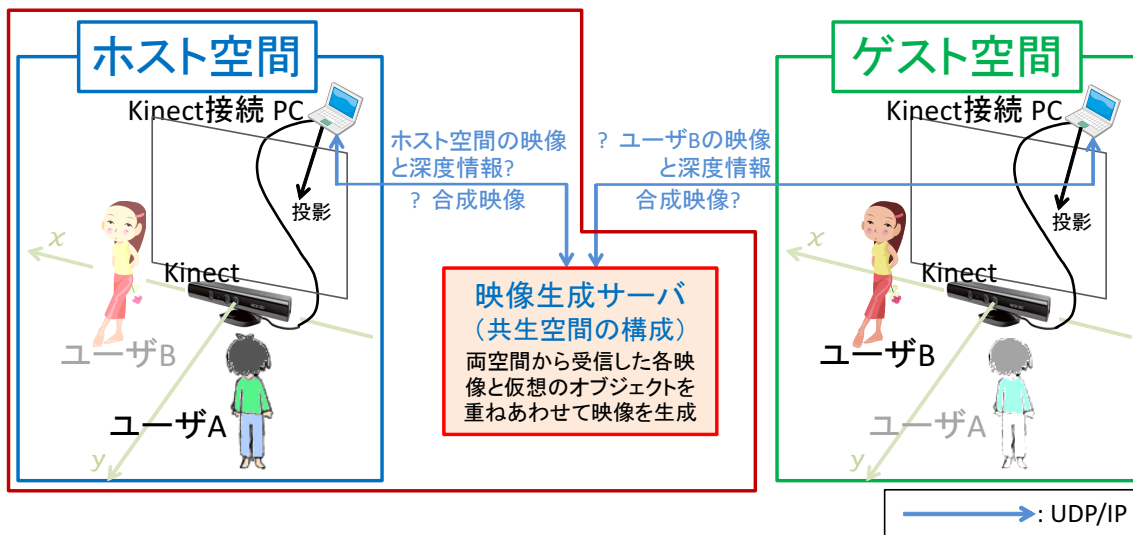 ホスト空間
Kinect接続 PC
投影
x
Kinect
ユーザB
ユーザA
y
ホスト空間の映像
と深度情報?
? 合成映像
? ユーザBの映像
と深度情報
合成映像?
映像生成サーバ
(共生空間の構成)
両空間から受信した各映
像と仮想のオブジェクトを
重ねあわせて映像を生成
ゲスト空間
Kinect接続 PC
投影
x
Kinect
ユーザB
ユーザA
y
: UDP/IP